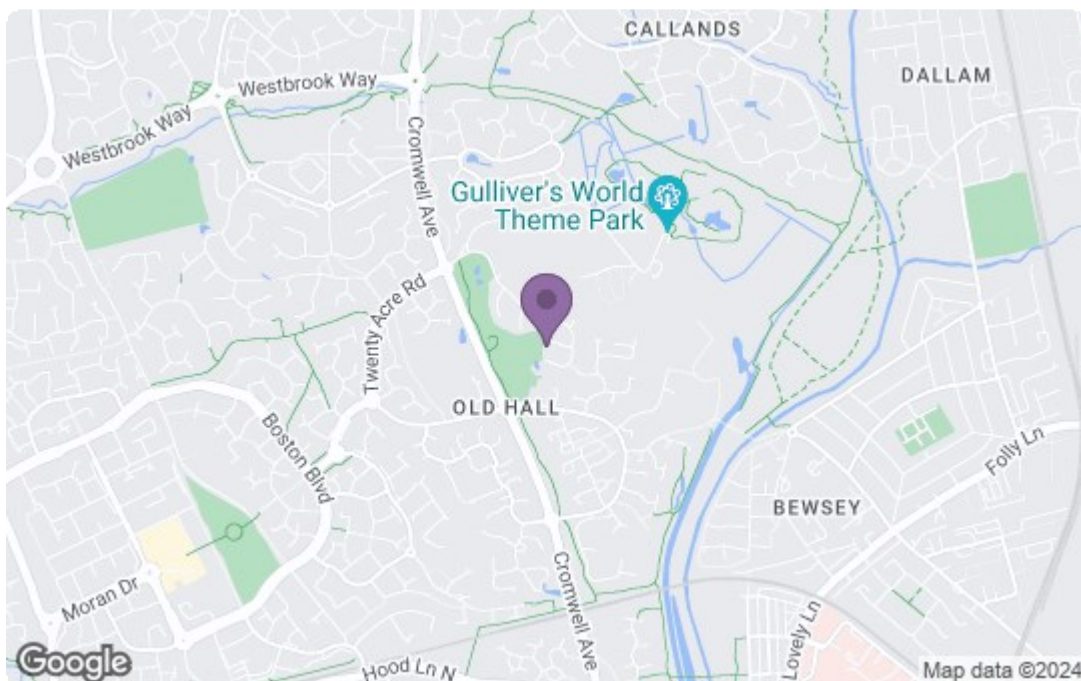 CALLANDS
DALLAM
Westbrook Way
Westbrook Way
Cromwell Ave
Gulliver's World
Theme Park
Twenty Acre Rd
OLD HALL
Boston Blvd
Folly Ln
BEWSEY
Moran Dr
Cromwell Ave
Lovely Ln
Hood Ln N
Google
Map data ©2024